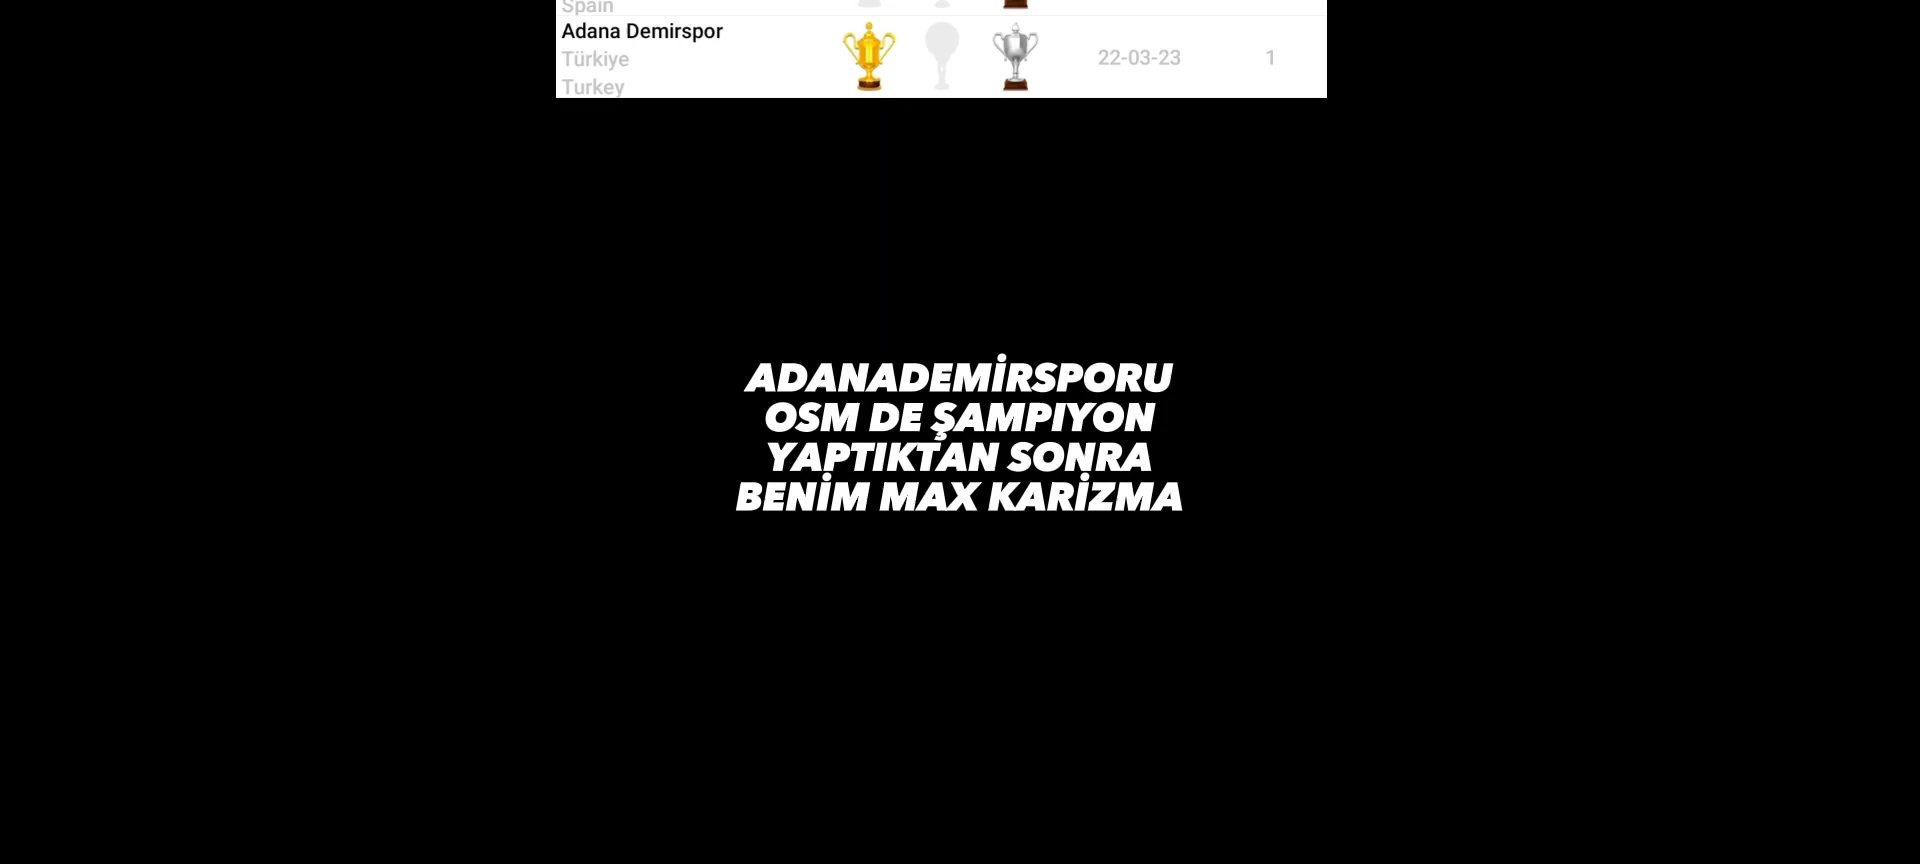 Spain
Adana Demirspor
Türkiye
22-03-23
1
Turkey
ADANADEMİRSPORU
OSM DE ŞAMPIYON
YAPTIKTAN SONRA
BENİM MAX KARİZMA